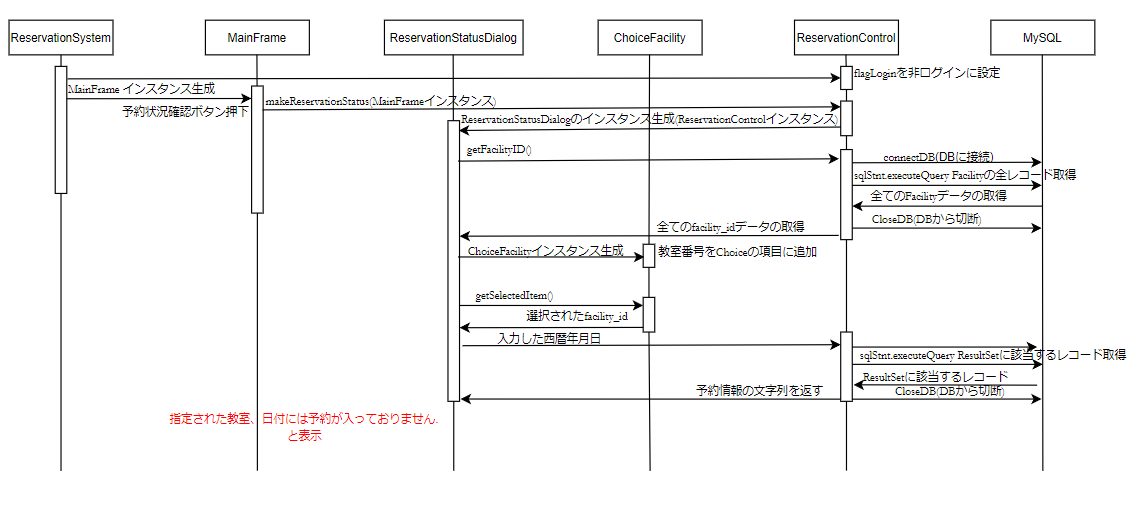 ReservationSystem
MainFrame
ReservationStatusDialog
ChoiceFacility
ReservationControl
MySQL
flagLoginを非ログインに設定
MainFrame インスタンス生成
makeReservationStatus(MainFrameインスタンス)
予約状況確認ボタン押下
ReservationStatusDialogのインスタンス生成(ReservationControlインスタンス)
getFacilityID()
connectDB(DBに接続)
sqlStnt.executeQuery Facilityの全レコード取得
全てのFacilityデータの取得
CloseDB(DBから切断)
全てのfacility_idデータの取得
ChoiceFacilityインスタンス生成
教室番号をChoiceの項目に追加
getSelectedItem()
選択されたfacility_id
入力した西暦年月日
sqlStnt.executeQuery ResultSetに該当するレコード取得
ResultSetに該当するレコード
予約情報の文字列を返す
CloseDB(DBから切断)
指定された教室、日付には予約が入っておりません.
と表示